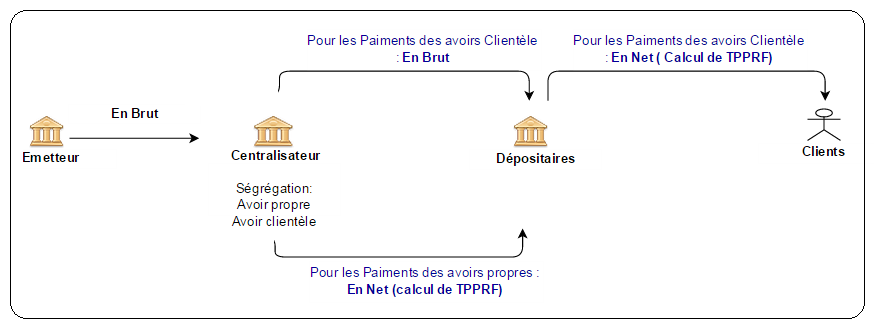 Pour les Paiments des avoirs Clientèle
: En Brut
Pour les Paiments des avoirs Clientèle
: En Net ( Calcul de TPPRF)
En Brut
Emetteur
Centralisateur
Dépositaires
Clients
Ségrégation:
Avoir propre
Avoir clientèle
Pour les Paiments des avoirs propres :
En Net (calcul de TPPRF)